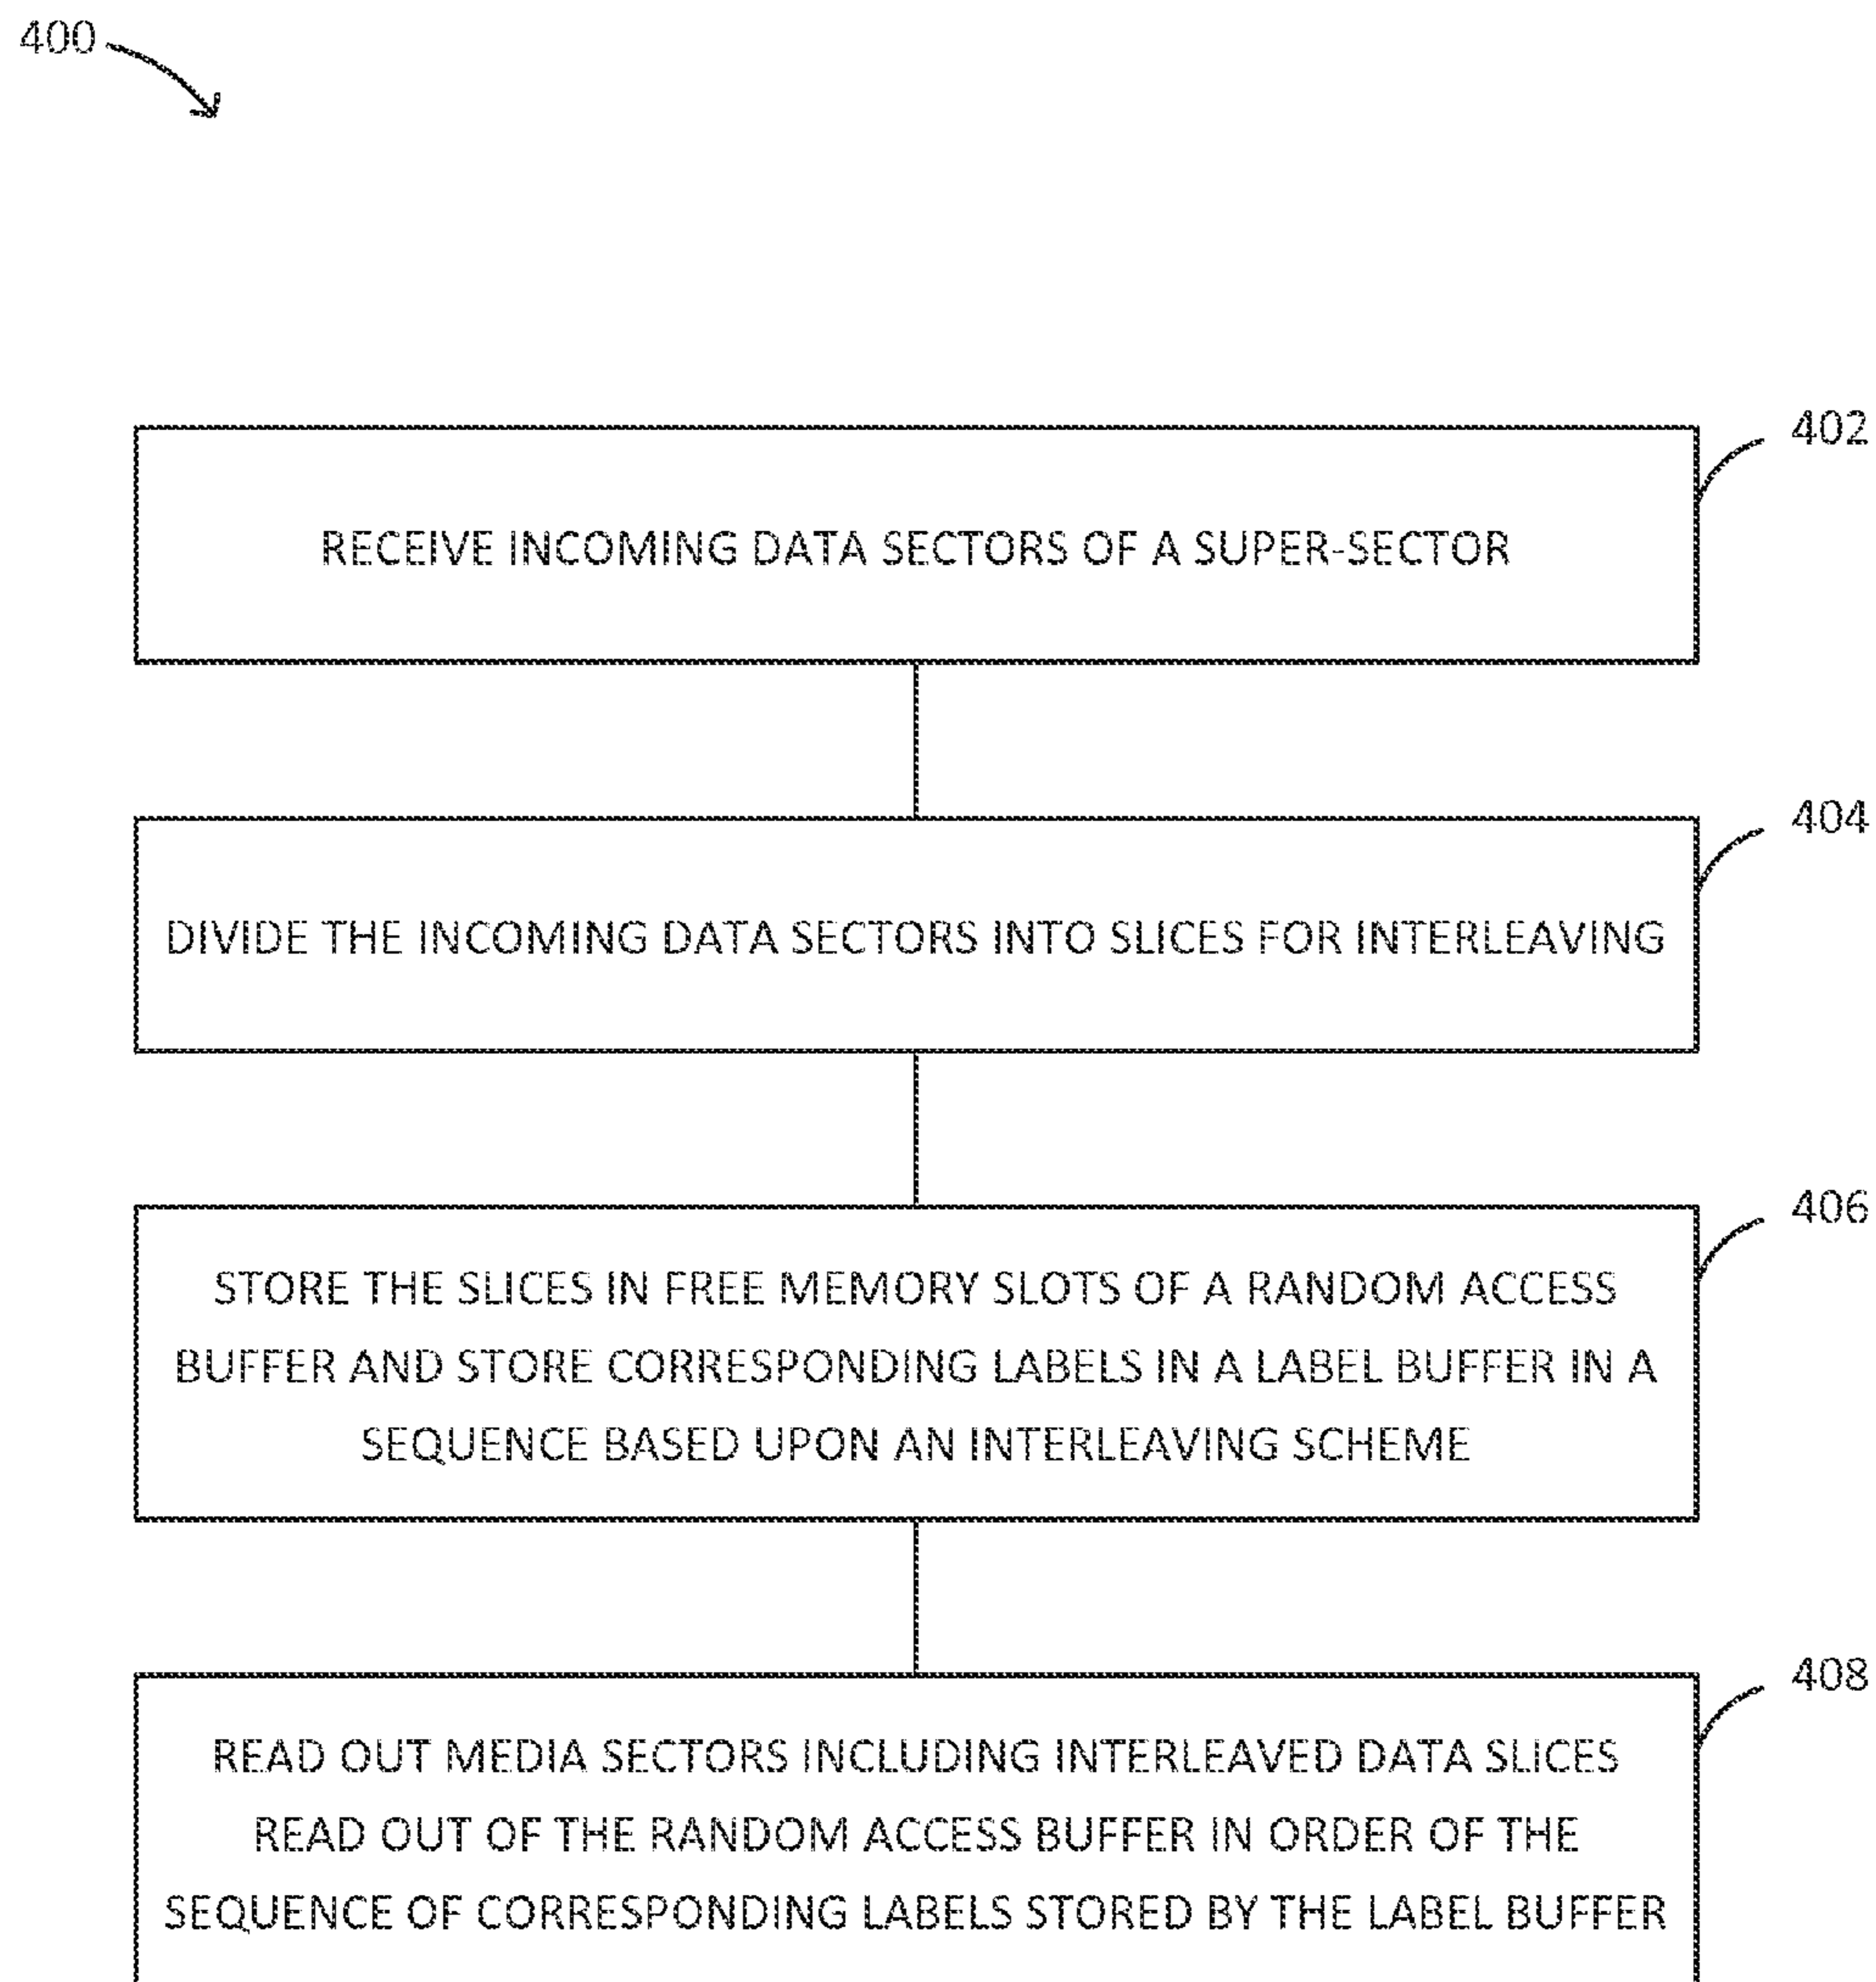 400
402
RECEIVE INCOMING DATA SECTORS OF A SUPER-SECTOR
404
DIVIDE THE INCOMING DATA SECTORS INTO SLICES FOR INTERLEAVING
406
STORE THE SLICES IN FREE MEMORY SLOTS OF A RANDOM ACCESS
BUFFER AND STORE CORRESPONDING LABELS IN A LABEL BUFFER IN A
SEQUENCE BASED UPON AN INTERLEAVING SCHEME
408
READ OUT MEDIA SECTORS INCLUDING INTERLEAVED DATA SLICES
READ OUT OF THE RANDOM ACCESS BUFFER IN ORDER OF THE
SEQUENCE OF CORRESPONDING LABELS STORED BY THE LABEL BUFFER